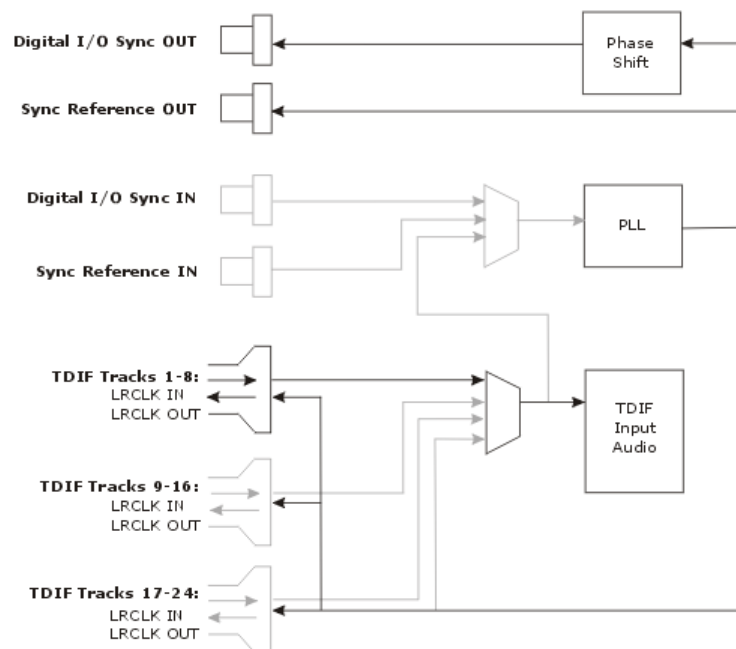 Digital I/O Sync OUT
Phase
Shift
Sync Reference OUT
Digital I/O Sync IN
PLL
Sync Reference IN
TDIF Tracks 1-8:
LRCLK IN
LRCLK OUT
TDIF
Input
Audio
TDIF Tracks 9-16:
LRCLK IN
LRCLK OUT
TDIF Tracks 17-24:
LRCLK IN
LRCLK OUT